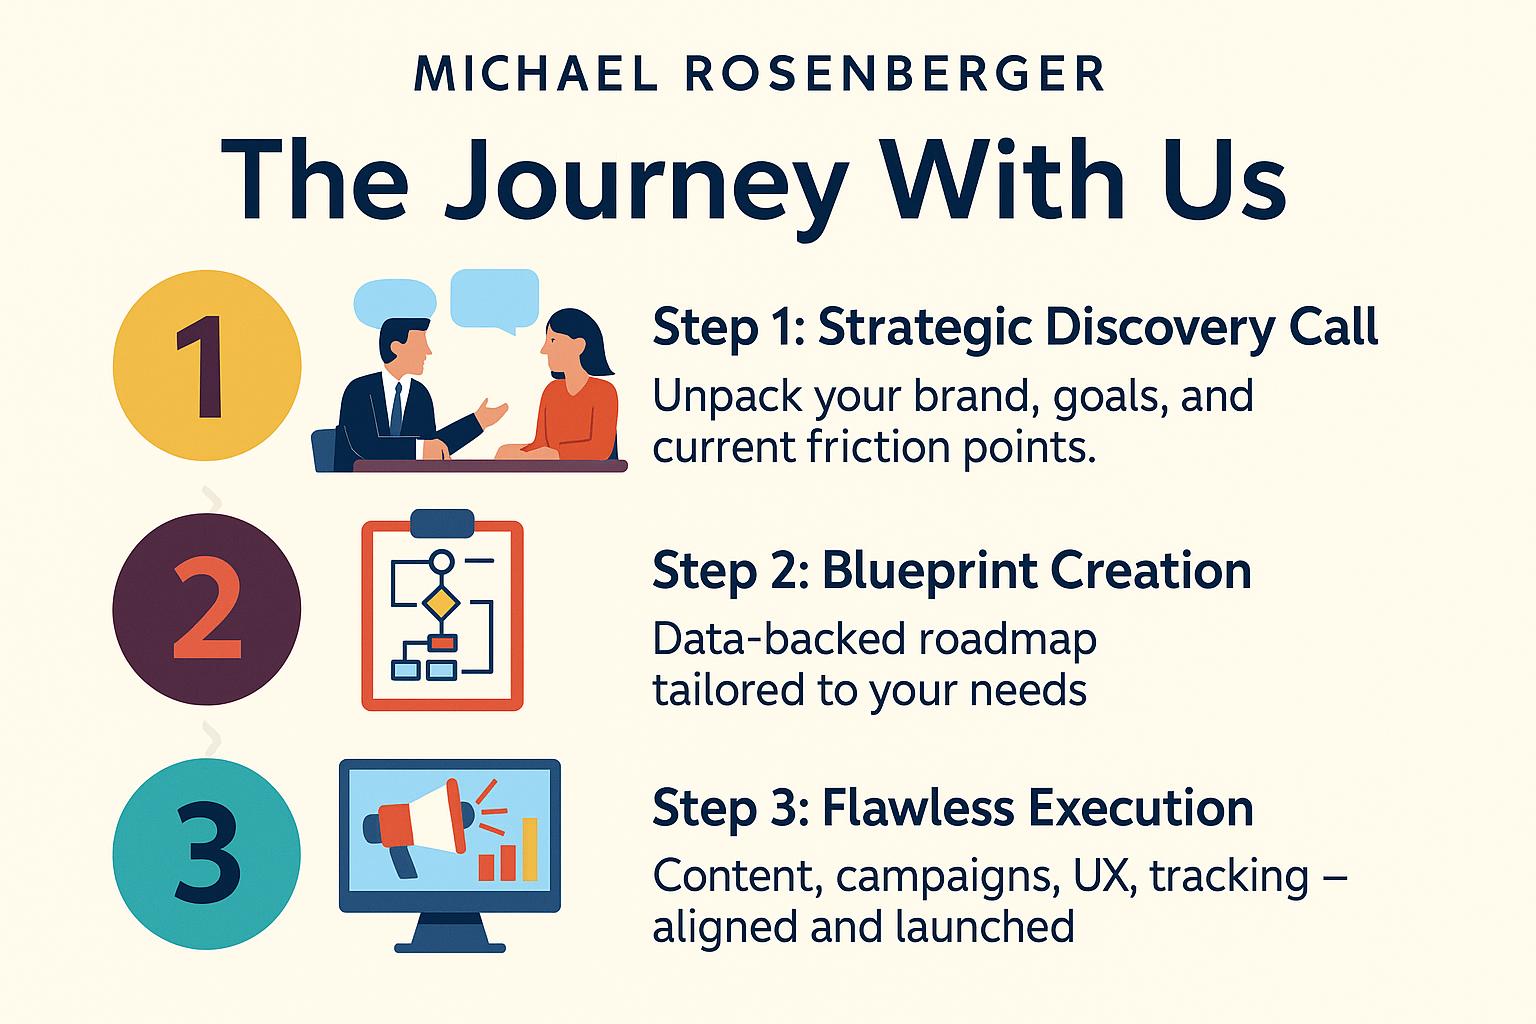 MICHAEL ROSENBERGER
The Journey With Us
1
Step 1: Strategic Discovery Call
Unpack your brand, goals, and
current friction points.
2
Step 2: Blueprint Creation
Data-backed roadmap
tailored to your needs
3
Step 3: Flawless Execution
Content, campaigns, UX, tracking –
aligned and launched